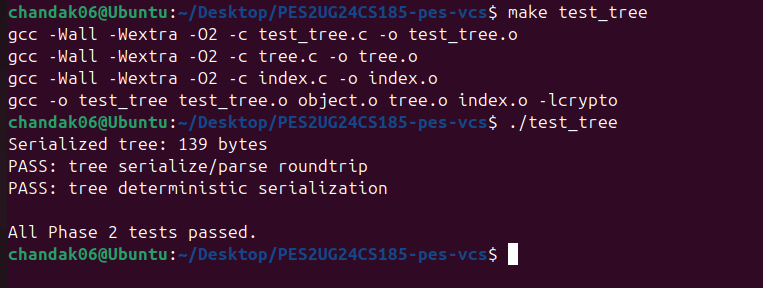 chandak06@Ubuntu:~/Desktop/PES2UG24CS185-pes-vcs$ make test_tree
gcc -Wall -Wextra -O2 -c test_tree.c -o test_tree.o
gcc -Wall -Wextra -O2 -c tree.c -o tree.o
gcc -Wall -Wextra -O2 -c index.c -o index.o
gcc -o test_tree test_tree.o object.o tree.o index.o -lcrypto
chandak06@Ubuntu:~/Desktop/PES2UG24CS185-pes-vcs$ ./test_tree
Serialized tree: 139 bytes
PASS: tree serialize/parse roundtrip
PASS: tree deterministic serialization

All Phase 2 tests passed.
chandak06@Ubuntu:~/Desktop/PES2UG24CS185-pes-vcs$